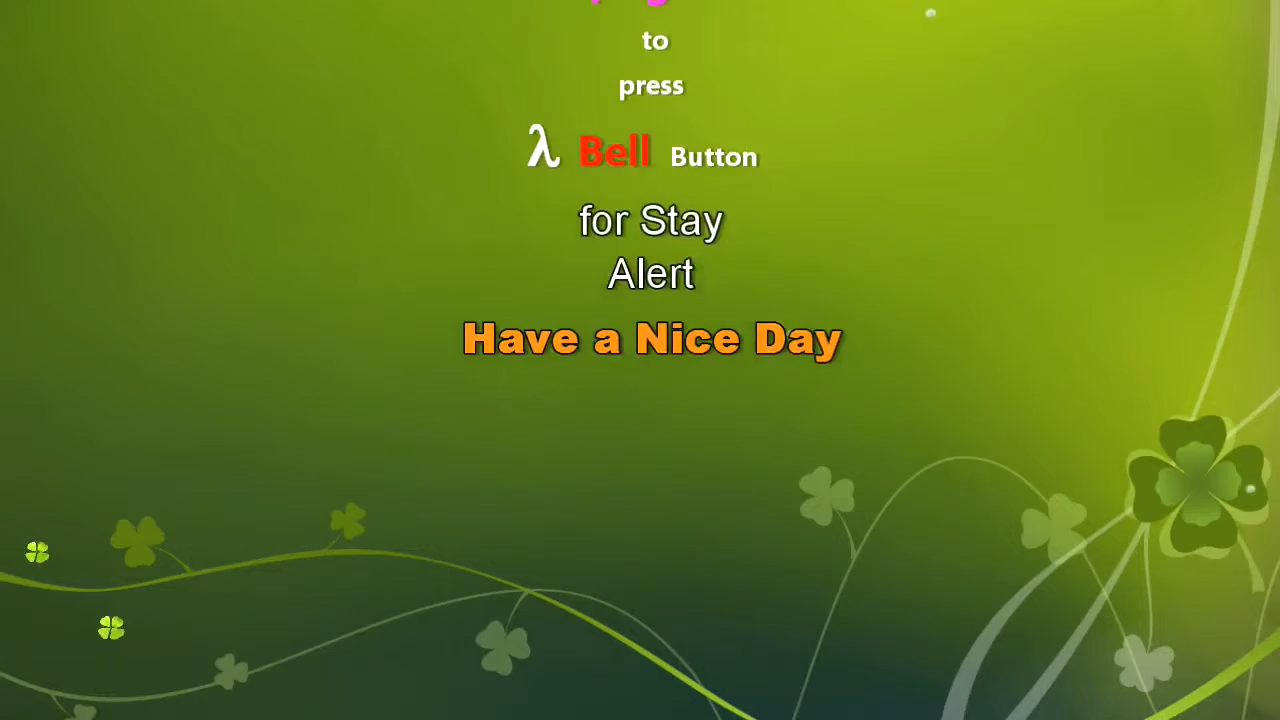 to
press
λ Bell Button
for Stay
Alert
Have a Nice Day